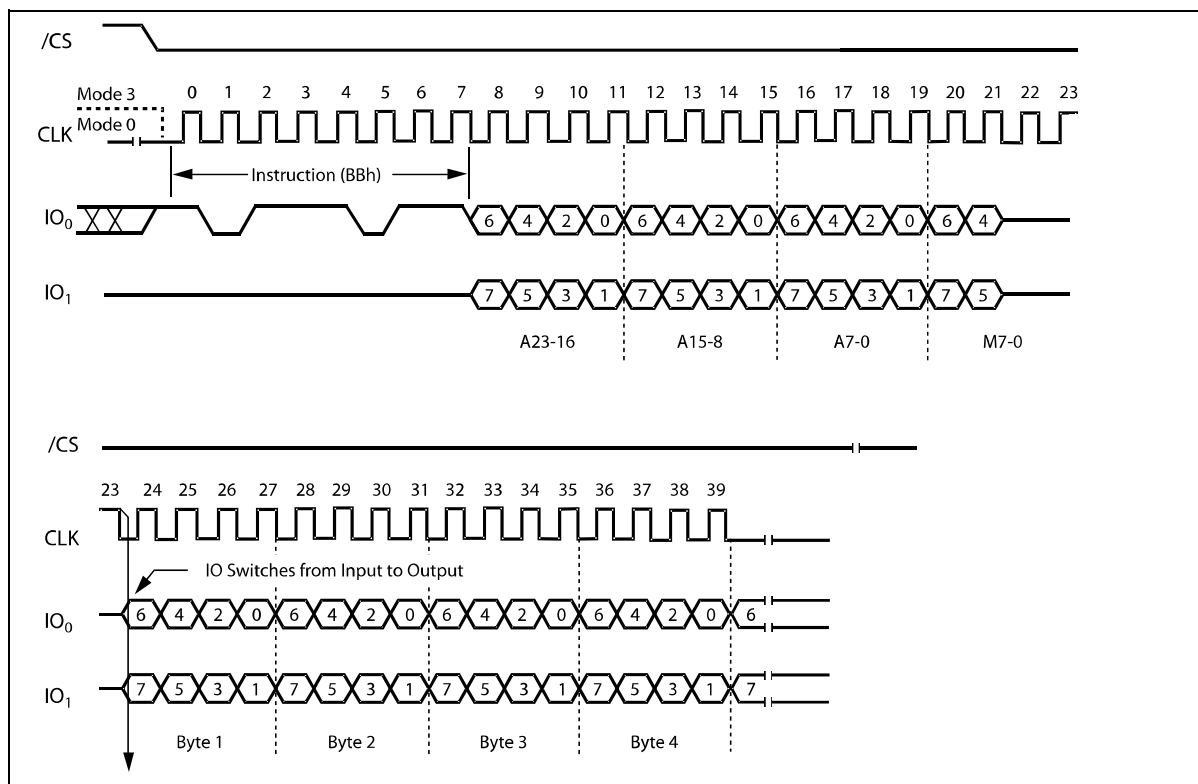 /CS
Mode 3
0 1 2 3 4 5 6 7 8 9 10 11 12 13 14 15 16 17 18 19 20 21 22 23
Mode 0
CLK
Instruction (BBh)
IO0
6 4 2 0 6 4 2 0 6 4 2 0 6 4
IO1
7 5 3 1 7 5 3 1 7 5 3 1 7 5
A23-16 A15-8 A7-0 M7-0
/CS
23 24 25 26 27 28 29 30 31 32 33 34 35 36 37 38 39
CLK
IO Switches from Input to Output
IO0
6 4 2 0 6 4 2 0 6 4 2 0 6 4 2 0 6
IO1
7 5 3 1 7 5 3 1 7 5 3 1 7 5 3 1 7
Byte 1 Byte 2 Byte 3 Byte 4